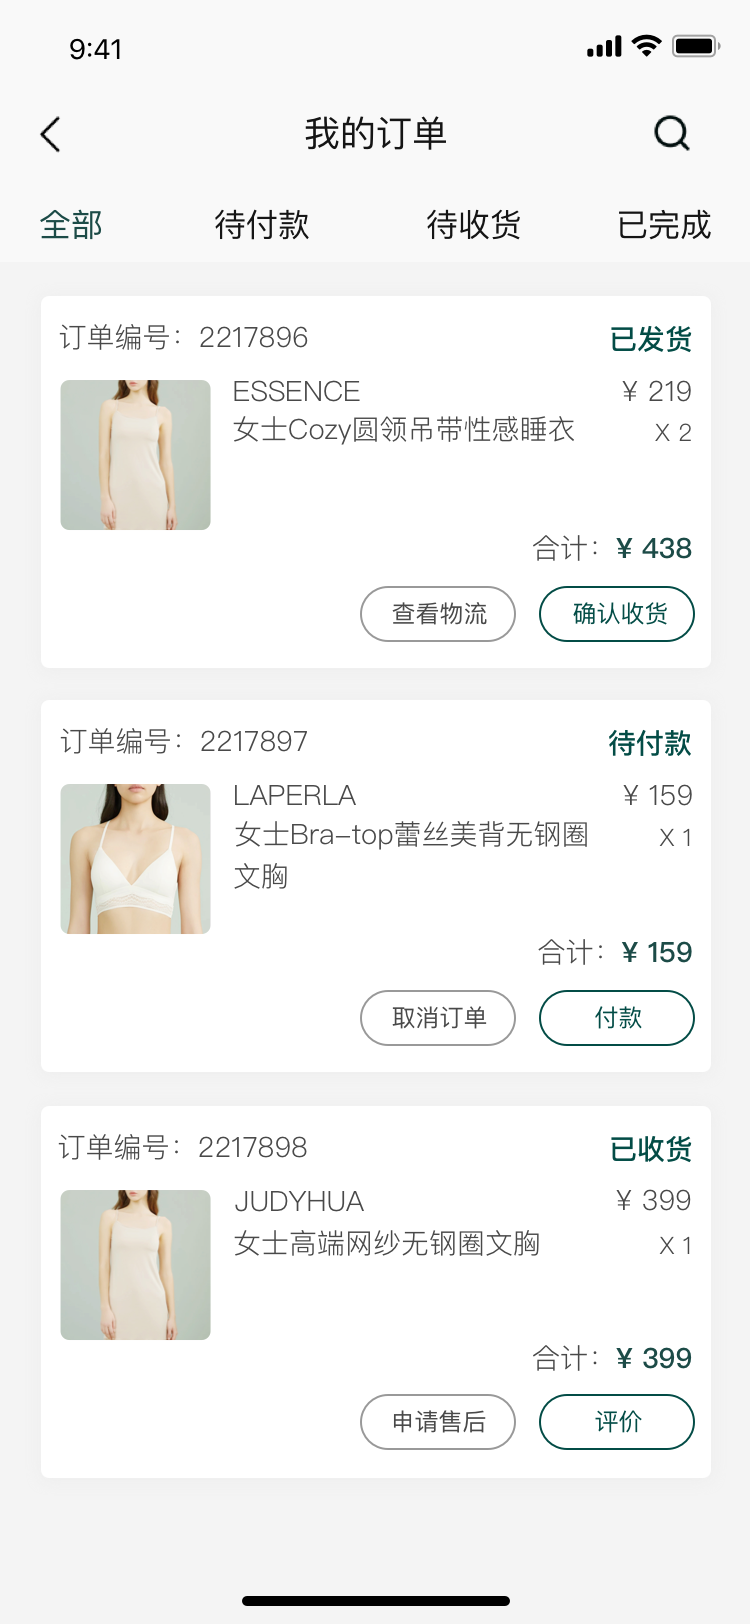 9:41
我的订单
全部 待付款 待收货 已完成
订单编号：2217896 已发货
ESSENCE ¥ 219
女士Cozy圆领吊带性感睡衣 X 2
合计：¥ 438
查看物流 确认收货
订单编号：2217897 待付款
LAPERLA ¥ 159
女士Bra-top蕾丝美背无钢圈 X 1
文胸
合计：¥ 159
取消订单 付款
订单编号：2217898 已收货
JUDYHUA ¥ 399
女士高端网纱无钢圈文胸 X 1
合计：¥ 399
申请售后 评价